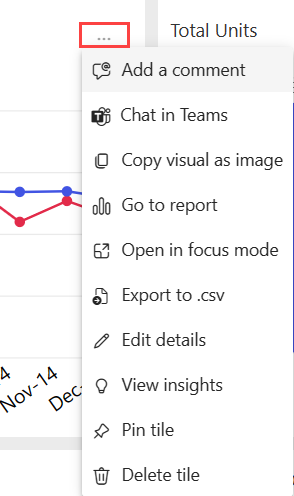 ...
Total Units
Add a comment
Chat in Teams
Copy visual as image
Go to report
Open in focus mode
Export to .csv
Edit details
View insights
Pin tile
Delete tile
Nov-14
Dec-